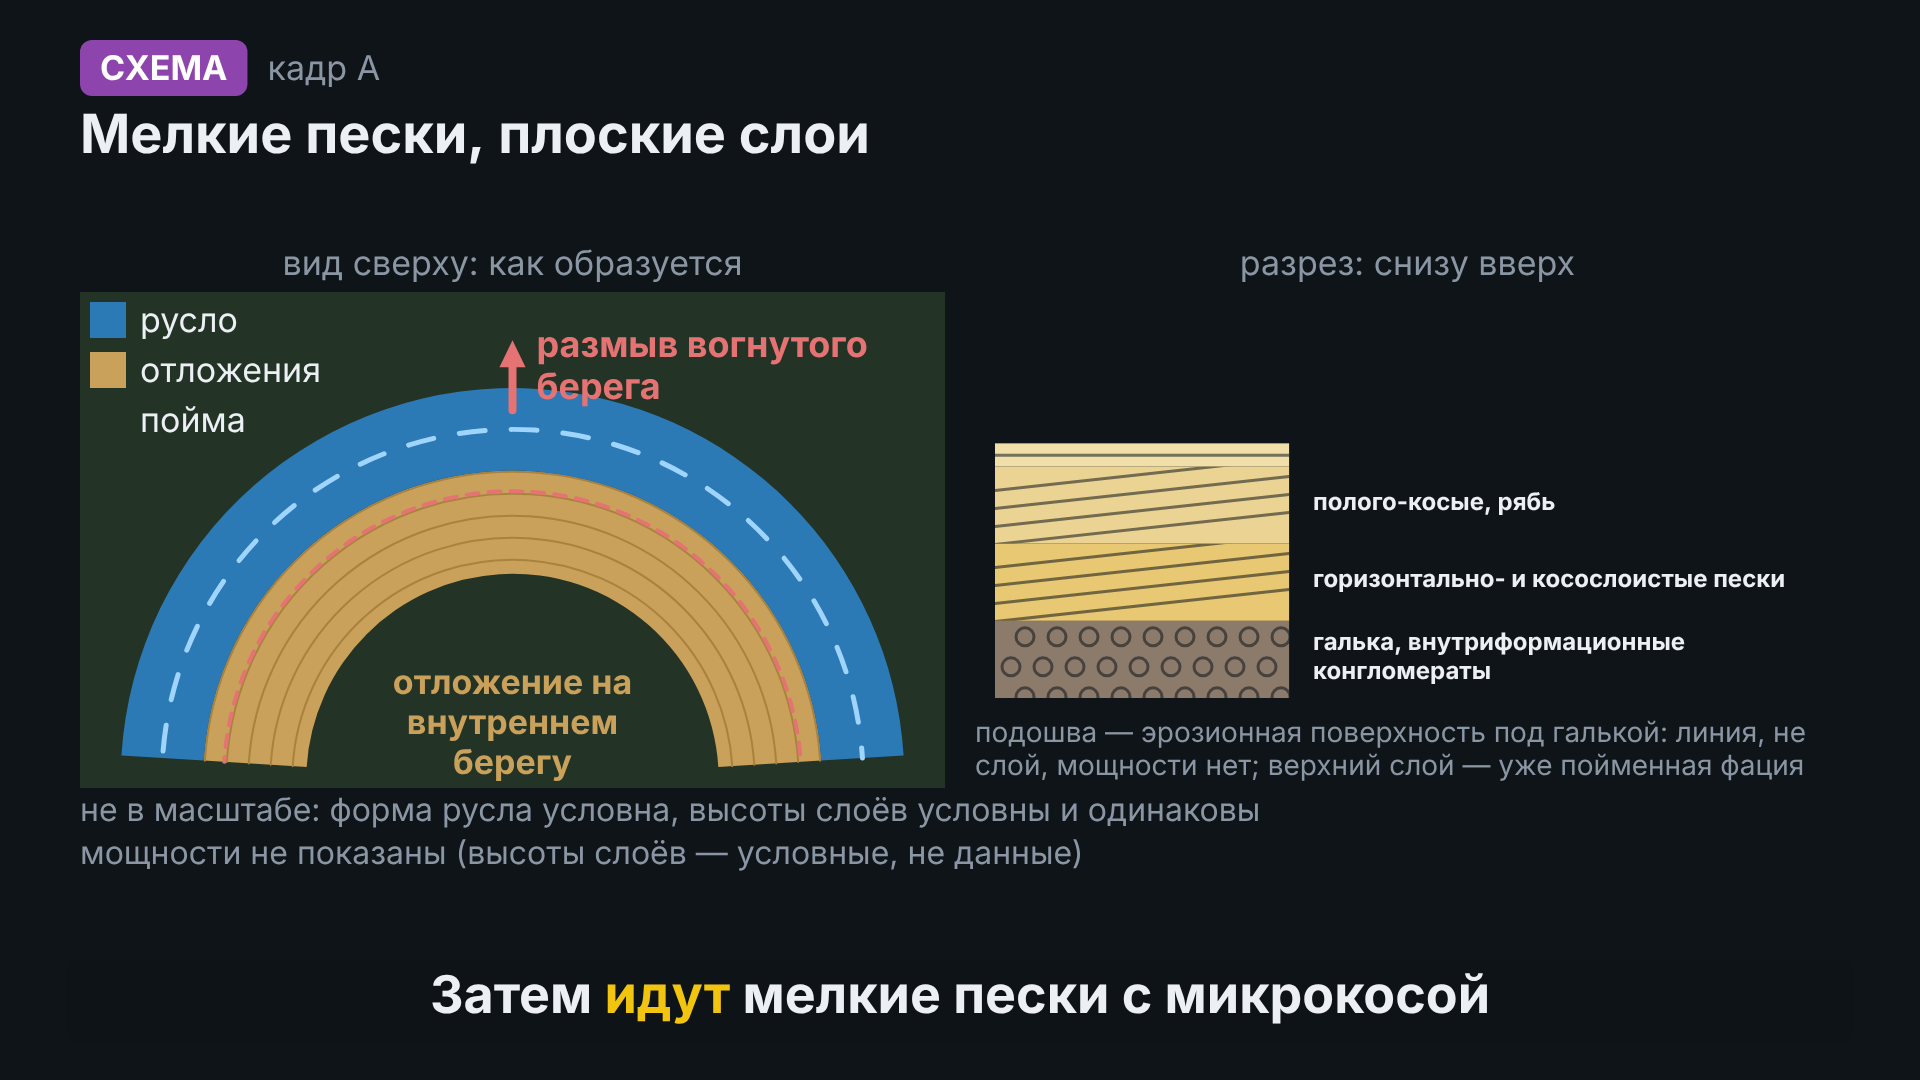 СХЕМА кадр А
Мелкие пески, плоские слои
вид сверху: как образуется
русло
отложения
пойма
размыв вогнутого
берега
отложение на
внутреннем
берегу
разрез: снизу вверх
полого-косые, рябь
горизонтально- и косослоистые пески
галька, внутриформационные
конгломераты
подошва — эрозионная поверхность под галькой: линия, не
слой, мощности нет; верхний слой — уже пойменная фация
не в масштабе: форма русла условна, высоты слоёв условны и одинаковы
мощности не показаны (высоты слоёв — условные, не данные)
Затем идут мелкие пески с микрокосой